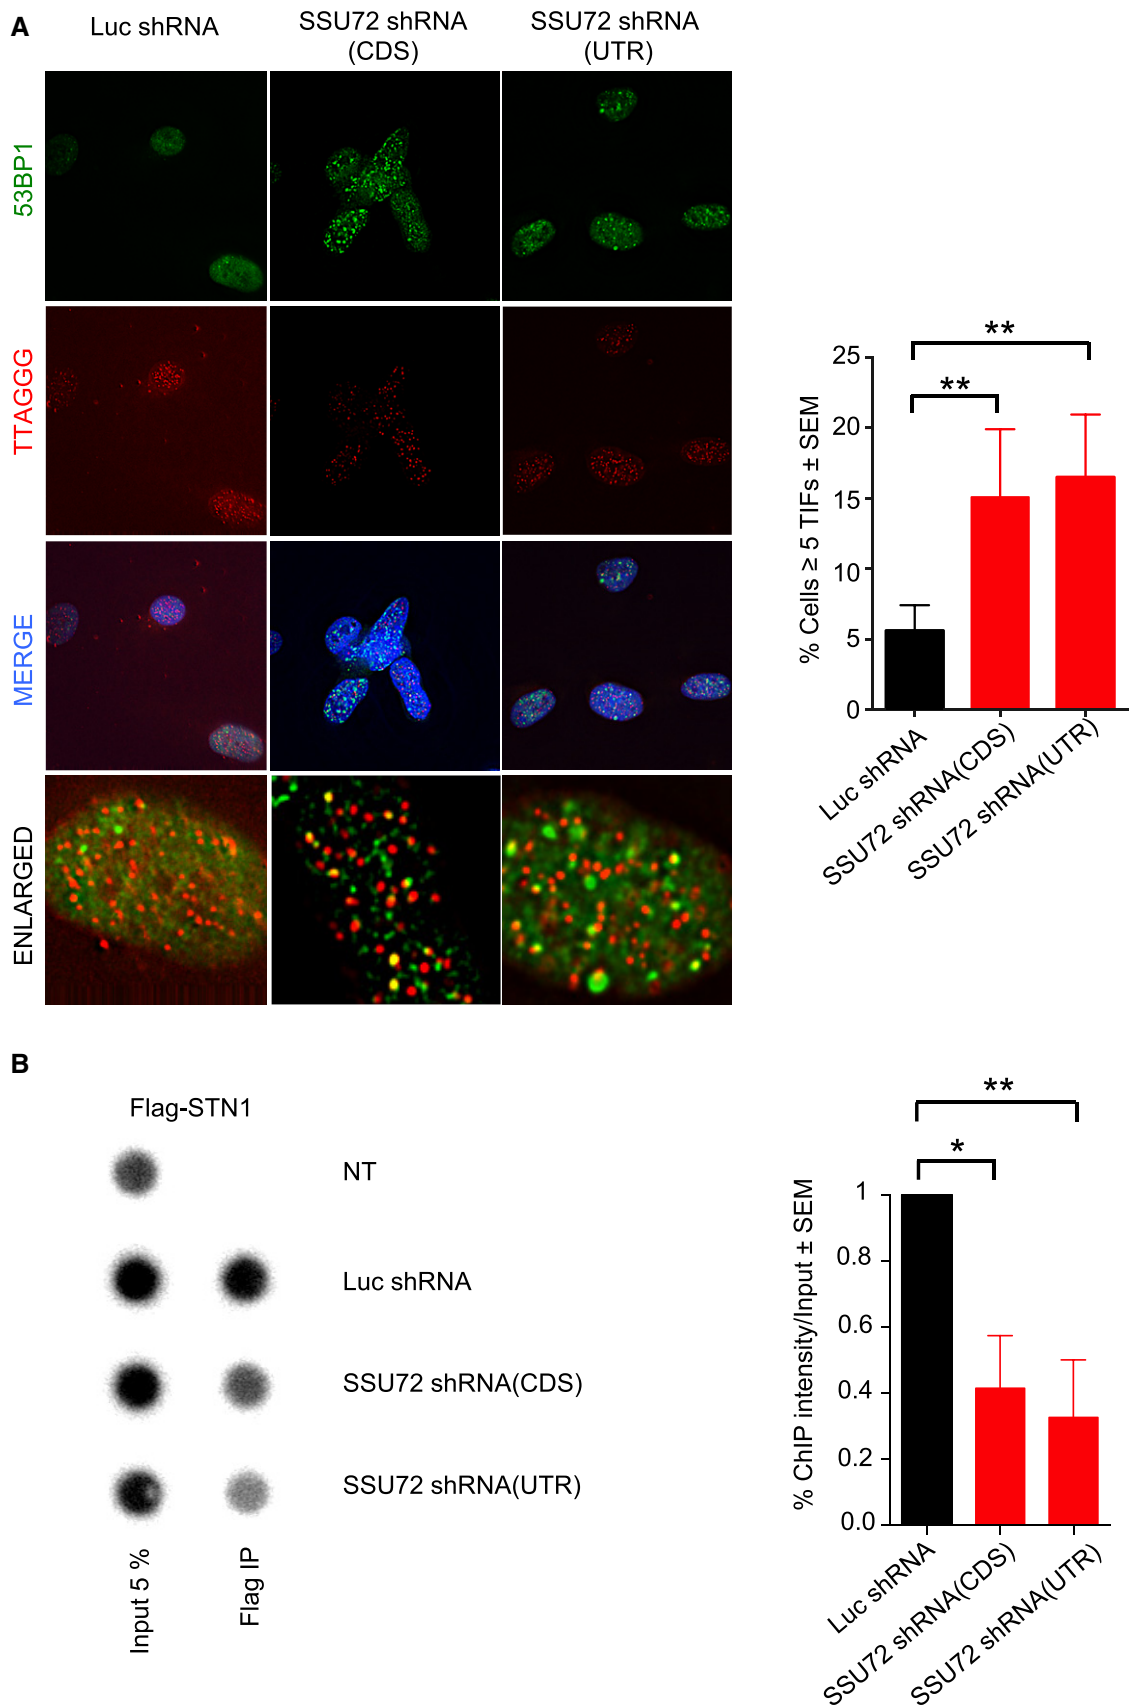 A
Luc shRNA
SSU72 shRNA
(CDS)
SSU72 shRNA
(UTR)
53BP1
TTAGGG
MERGE
ENLARGED
% Cells ≥ 5 TIFs ± SEM
25
20
15
10
5
0
**
**
Luc shRNA
SSU72 shRNA(CDS)
SSU72 shRNA(UTR)
B
Flag-STN1
NT
Luc shRNA
SSU72 shRNA(CDS)
SSU72 shRNA(UTR)
Input 5 %
Flag IP
% ChIP intensity/Input ± SEM
1
0.8
0.6
0.4
0.2
0.0
**
*
Luc shRNA
SSU72 shRNA(CDS)
SSU72 shRNA(UTR)